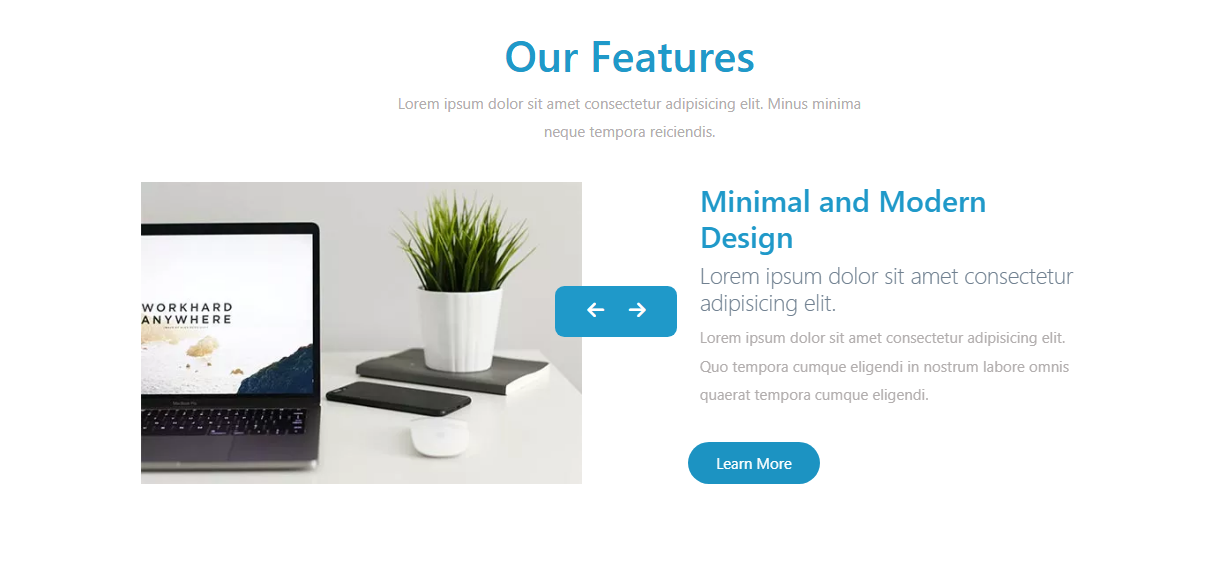 Our Features
Lorem ipsum dolor sit amet consectetur adipisicing elit. Minus minima
neque tempora reiciendis.
WORKHARD
ANYWHERE
Minimal and Modern
Design
Lorem ipsum dolor sit amet consectetur
adipisicing elit.
Lorem ipsum dolor sit amet consectetur adipisicing elit.
Quo tempora cumque eligendi in nostrum labore omnis
quaerat tempora cumque eligendi.
Learn More